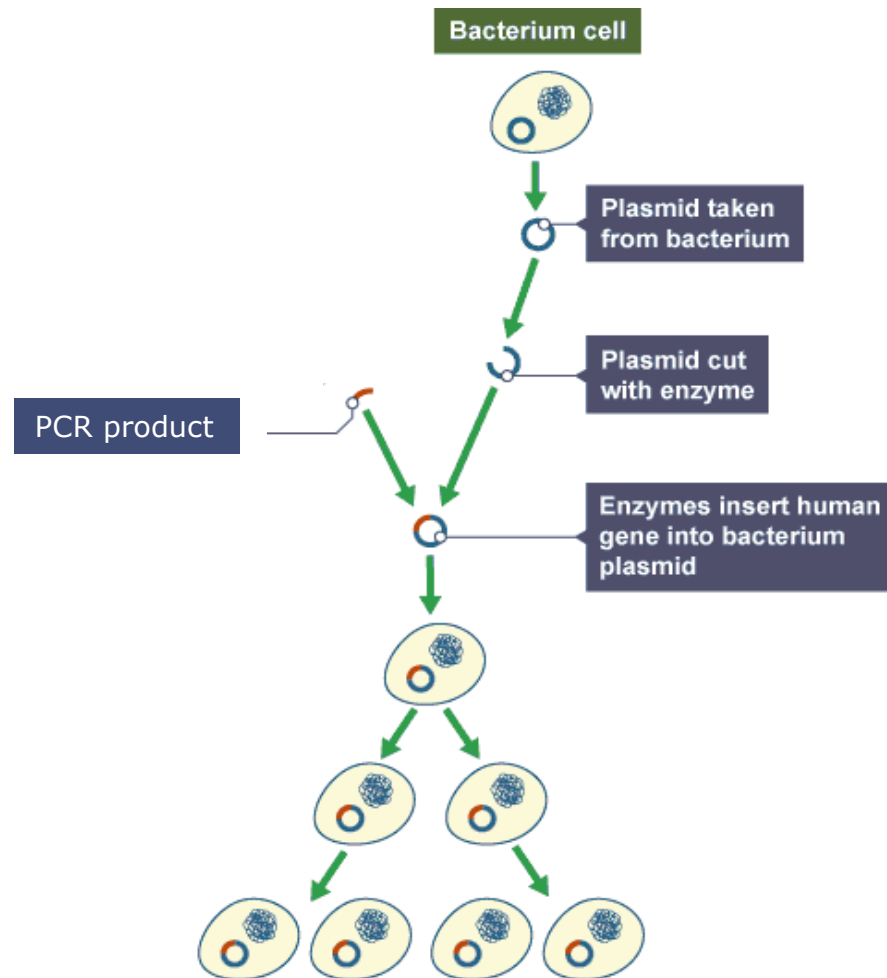 Bacterium cell
Plasmid taken
from bacterium
Plasmid cut
with enzyme
PCR product
Enzymes insert human
gene into bacterium
plasmid